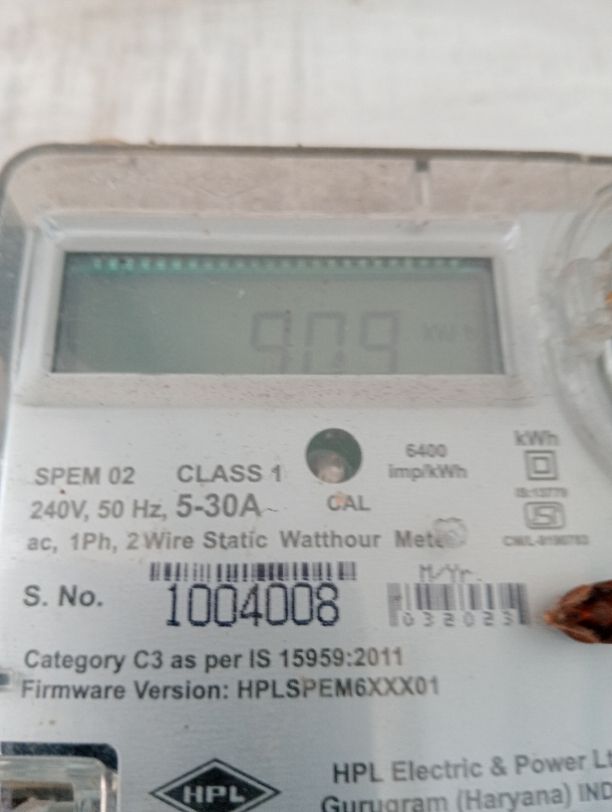 909
kWh
SPEM 02 CLASS 1
6400
imp/kWh
kWh
240V, 50 Hz, 5-30A~
CAL
IS:13779
ac, 1Ph, 2 Wire Static Watthour Meter
M/Yr.
S. No. 1004008
032023
Category C3 as per IS 15959:2011
Firmware Version: HPLSPEM6XXX01
HPL
HPL Electric & Power Lt
Gurugram (Haryana) IND